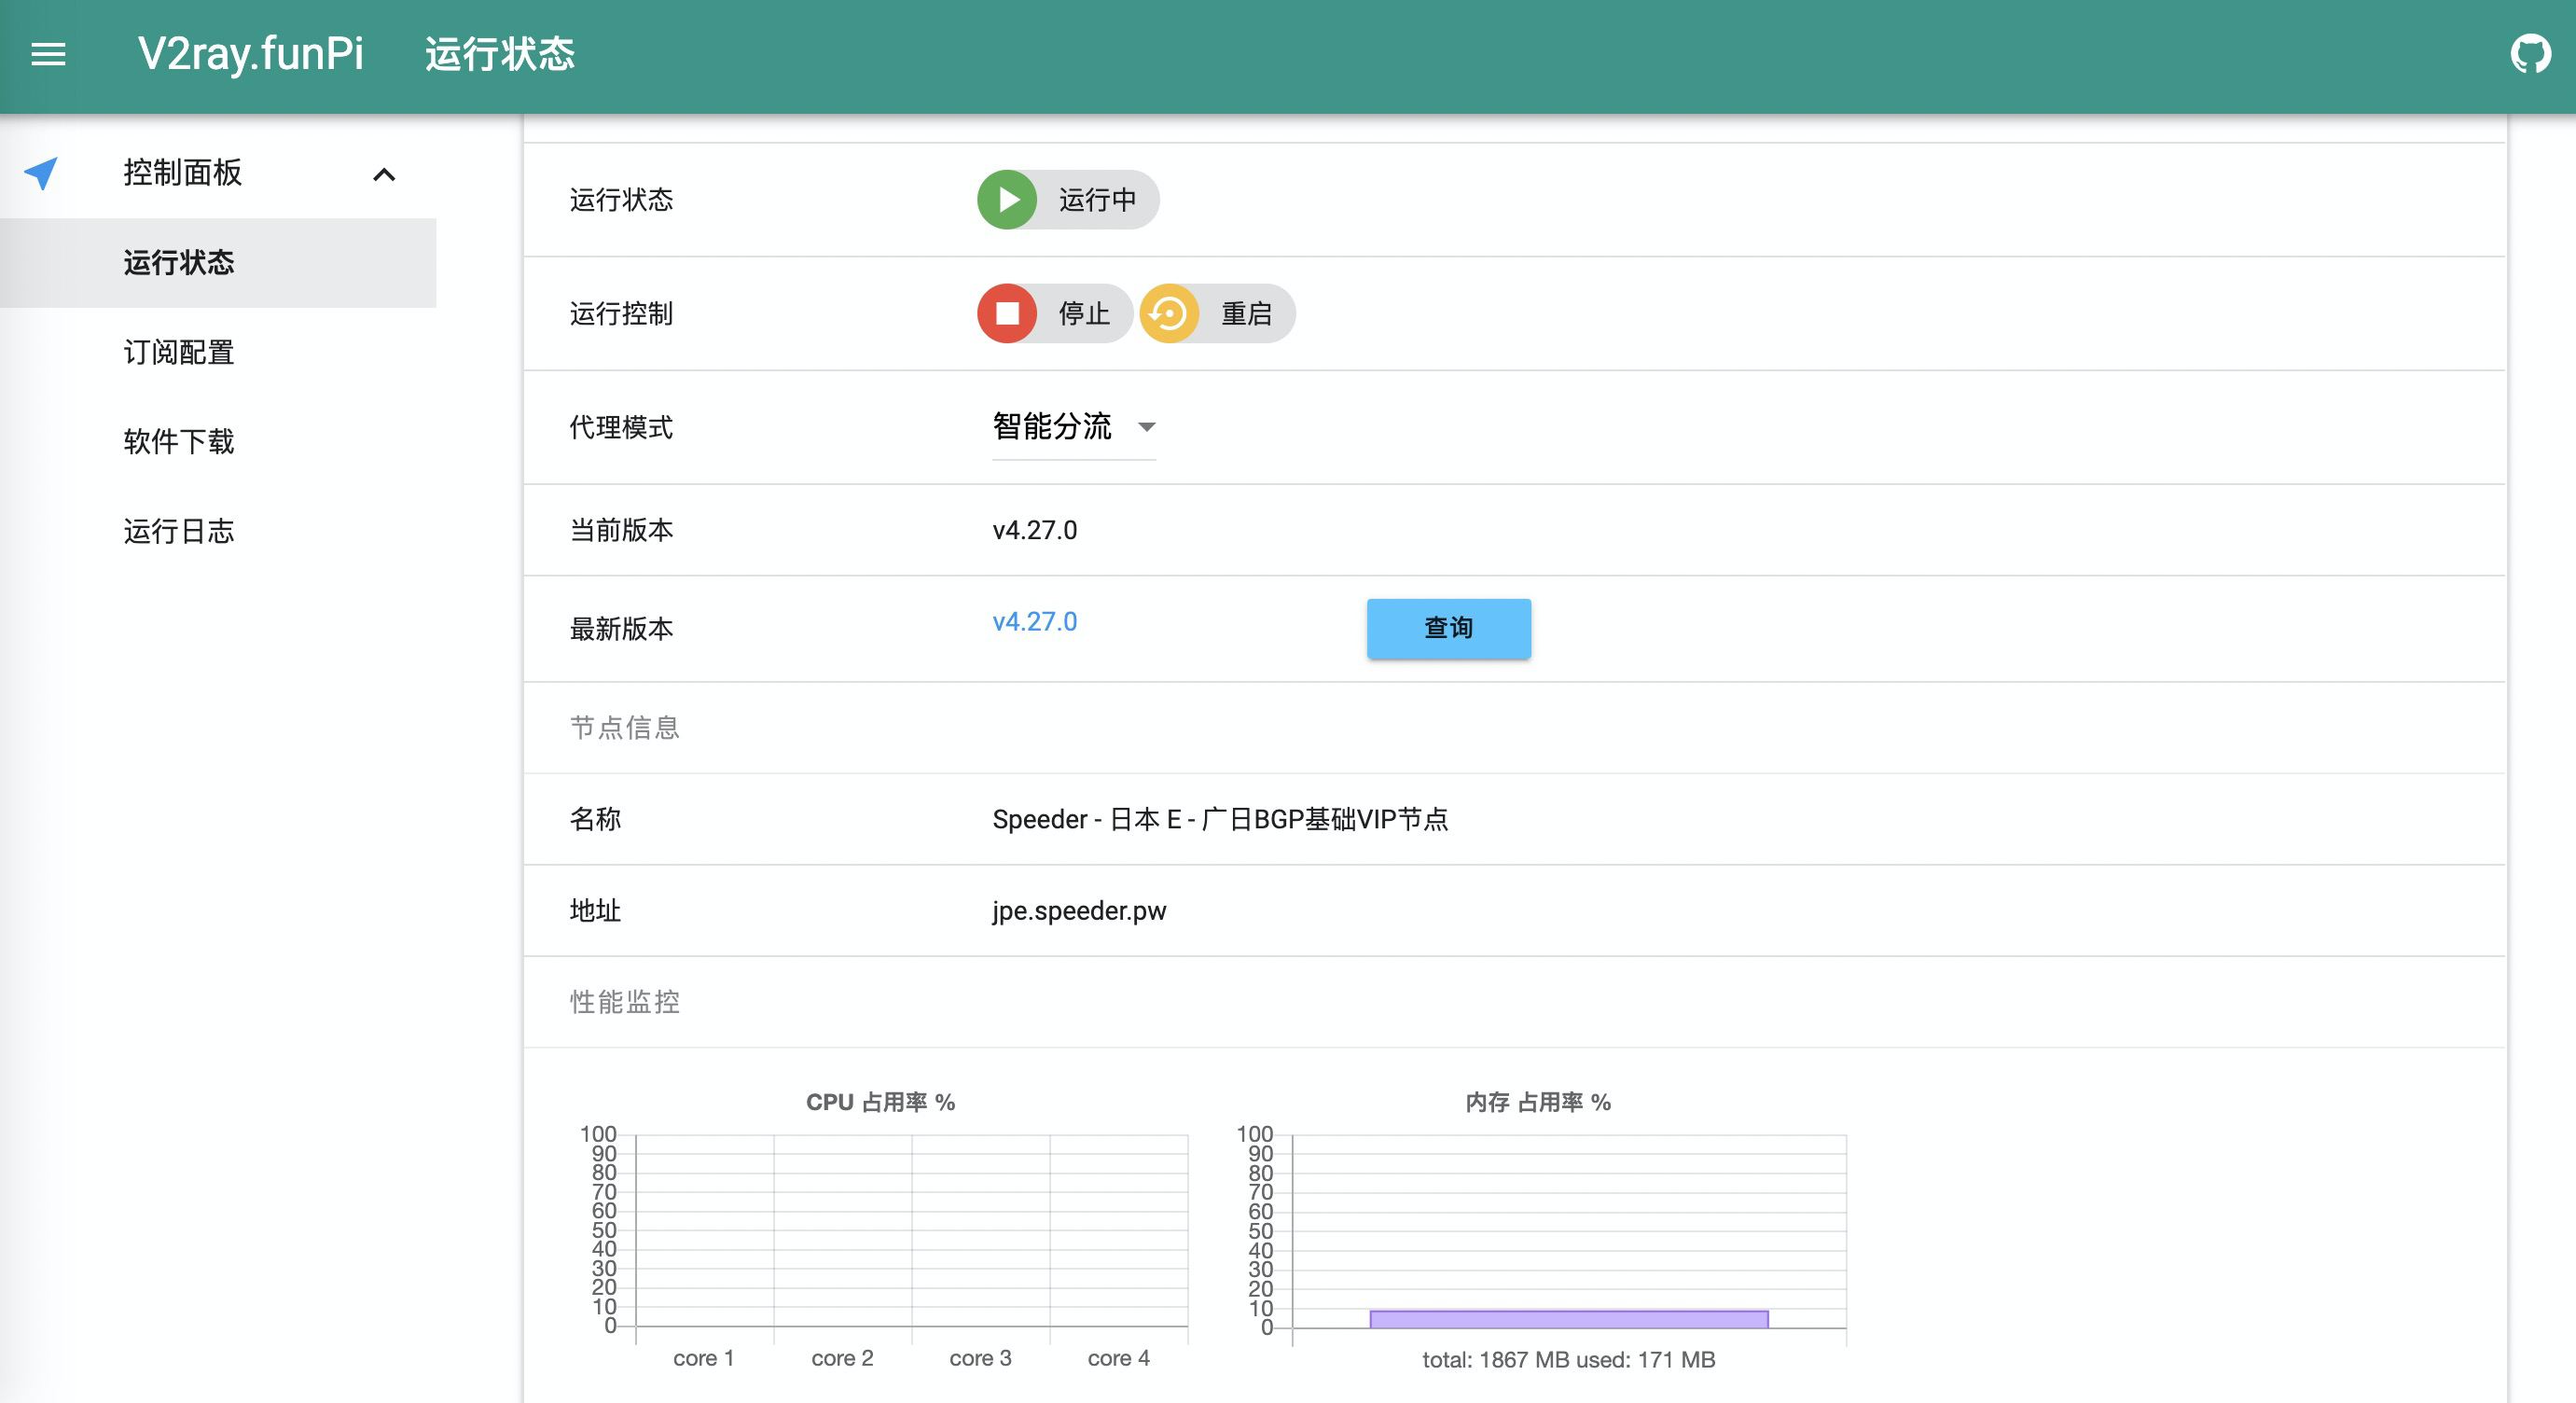 V2ray.funPi 运行状态
控制面板
运行状态
订阅配置
软件下载
运行日志
运行状态 运行中
运行控制 停止 重启
代理模式 智能分流
当前版本 v4.27.0
最新版本 v4.27.0 查询
节点信息
名称 Speeder - 日本 E - 广日BGP基础VIP节点
地址 jpe.speeder.pw
性能监控
CPU 占用率 %
100
90
80
70
60
50
40
30
20
10
0
core 1 core 2 core 3 core 4
内存 占用率 %
100
90
80
70
60
50
40
30
20
10
0
total: 1867 MB used: 171 MB